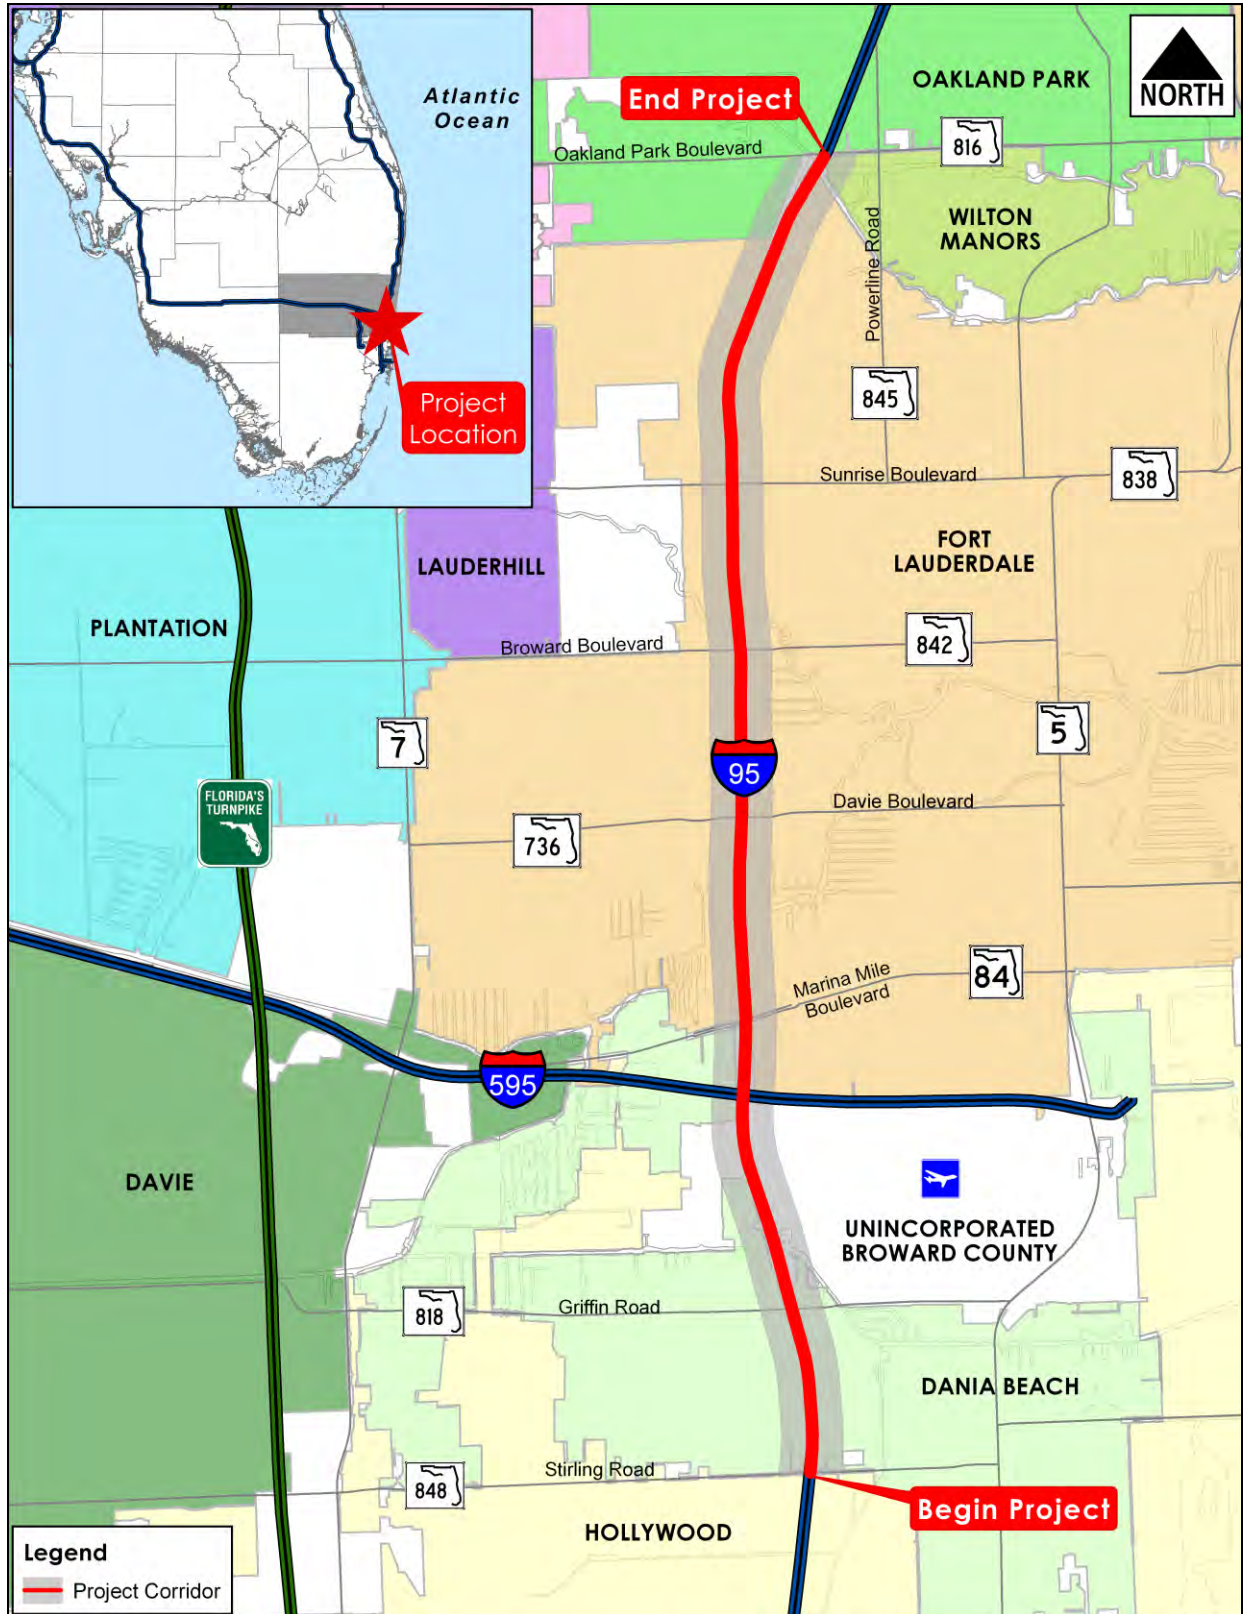 Atlantic
Ocean
Project
Location
End Project
OAKLAND PARK
NORTH
Oakland Park Boulevard
816
WILTON
MANORS
Powerline Road
845
Sunrise Boulevard
838
LAUDERHILL
FORT
LAUDERDALE
PLANTATION
Broward Boulevard
842
7
5
95
FLORIDA'S
TURNPIKE
Davie Boulevard
736
Marina Mile
Boulevard
84
595
DAVIE
UNINCORPORATED
BROWARD COUNTY
818
Griffin Road
DANIA BEACH
Stirling Road
848
Begin Project
HOLLYWOOD
Legend
Project Corridor